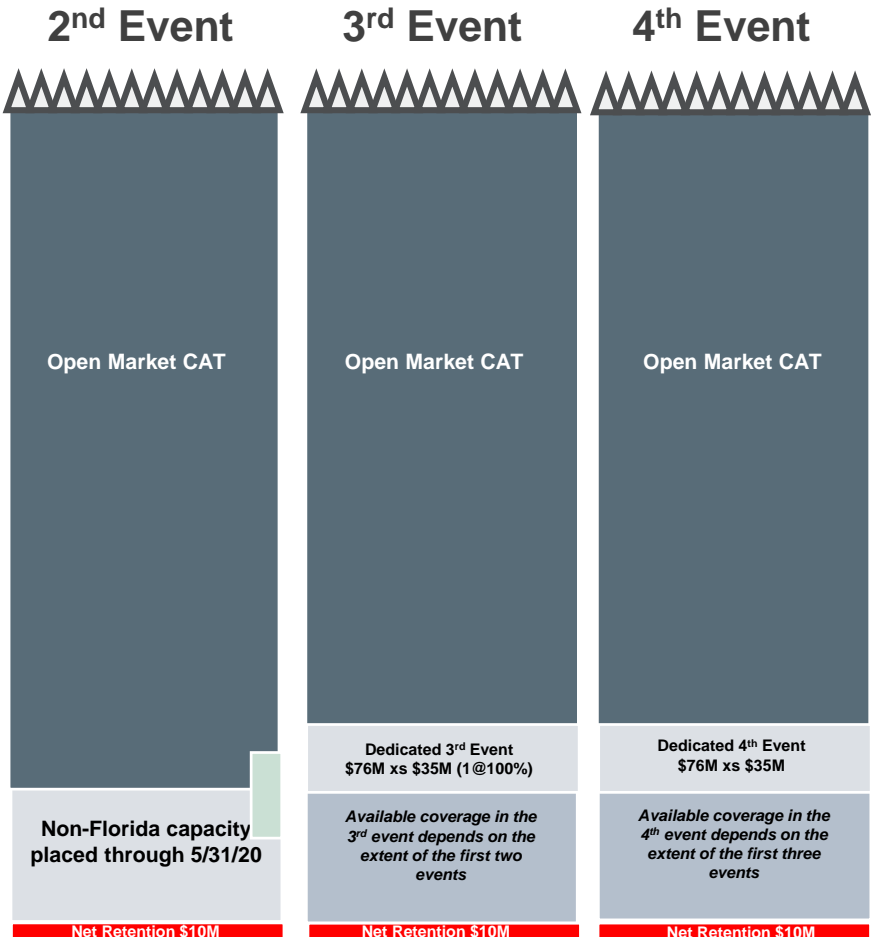 2nd Event
3rd Event
4th Event
Open Market CAT
Open Market CAT
Open Market CAT
Non-Florida capacity
placed through 5/31/20
Dedicated 3rd Event
$76M xs $35M (1@100%)
Dedicated 4th Event
$76M xs $35M
Available coverage in the
3rd event depends on the
extent of the first two
events
Available coverage in the
4th event depends on the
extent of the first three
events
Net Retention $10M
Net Retention $10M
Net Retention $10M